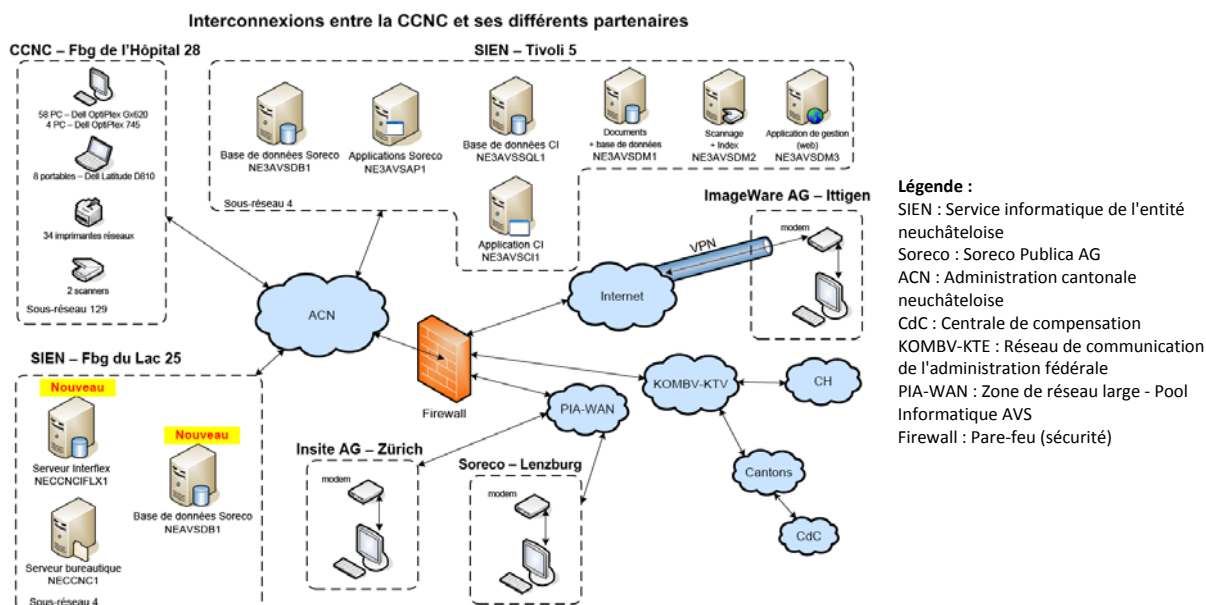 Interconnexions entre la CCNC et ses différents partenaires
CCNC – Fbg de l'Hôpital 28
58 PC – Dell OptiPlex Gx620
4 PC – Dell OptiPlex 745
8 portables – Dell Latitude D810
34 imprimantes réseaux
2 scanners
Sous-réseau 129
SIEN – Tivoli 5
Base de données Soreco
NE3AVSDB1
Applications Soreco
NE3AVSAP1
Base de données CI
NE3AVSSQL1
Documents
+ base de données
NE3AVSDM1
Scannage
+ Index
NE3AVSDM2
Application de gestion
(web)
NE3AVSDM3
Sous-réseau 4
Application CI
NE3AVSCI1
ImageWare AG – Ittigen
modem
VPN
Internet
ACN
Firewall
SIEN – Fbg du Lac 25
Nouveau
Serveur Interflex
NECCNCIFLX1
Nouveau
Base de données Soreco
NEAVSDB1
Serveur bureautique
NECCNC1
Sous-réseau 4
PIA-WAN
KOMBV-KTV
CH
Cantons
CdC
Insite AG – Zürich
modem
Soreco – Lenzburg
modem
Légende :
SIEN : Service informatique de l'entité
neuchâteloise
Soreco : Soreco Publica AG
ACN : Administration cantonale
neuchâteloise
CdC : Centrale de compensation
KOMBV-KTE : Réseau de communication
de l'administration fédérale
PIA-WAN : Zone de réseau large - Pool
Informatique AVS
Firewall : Pare-feu (sécurité)